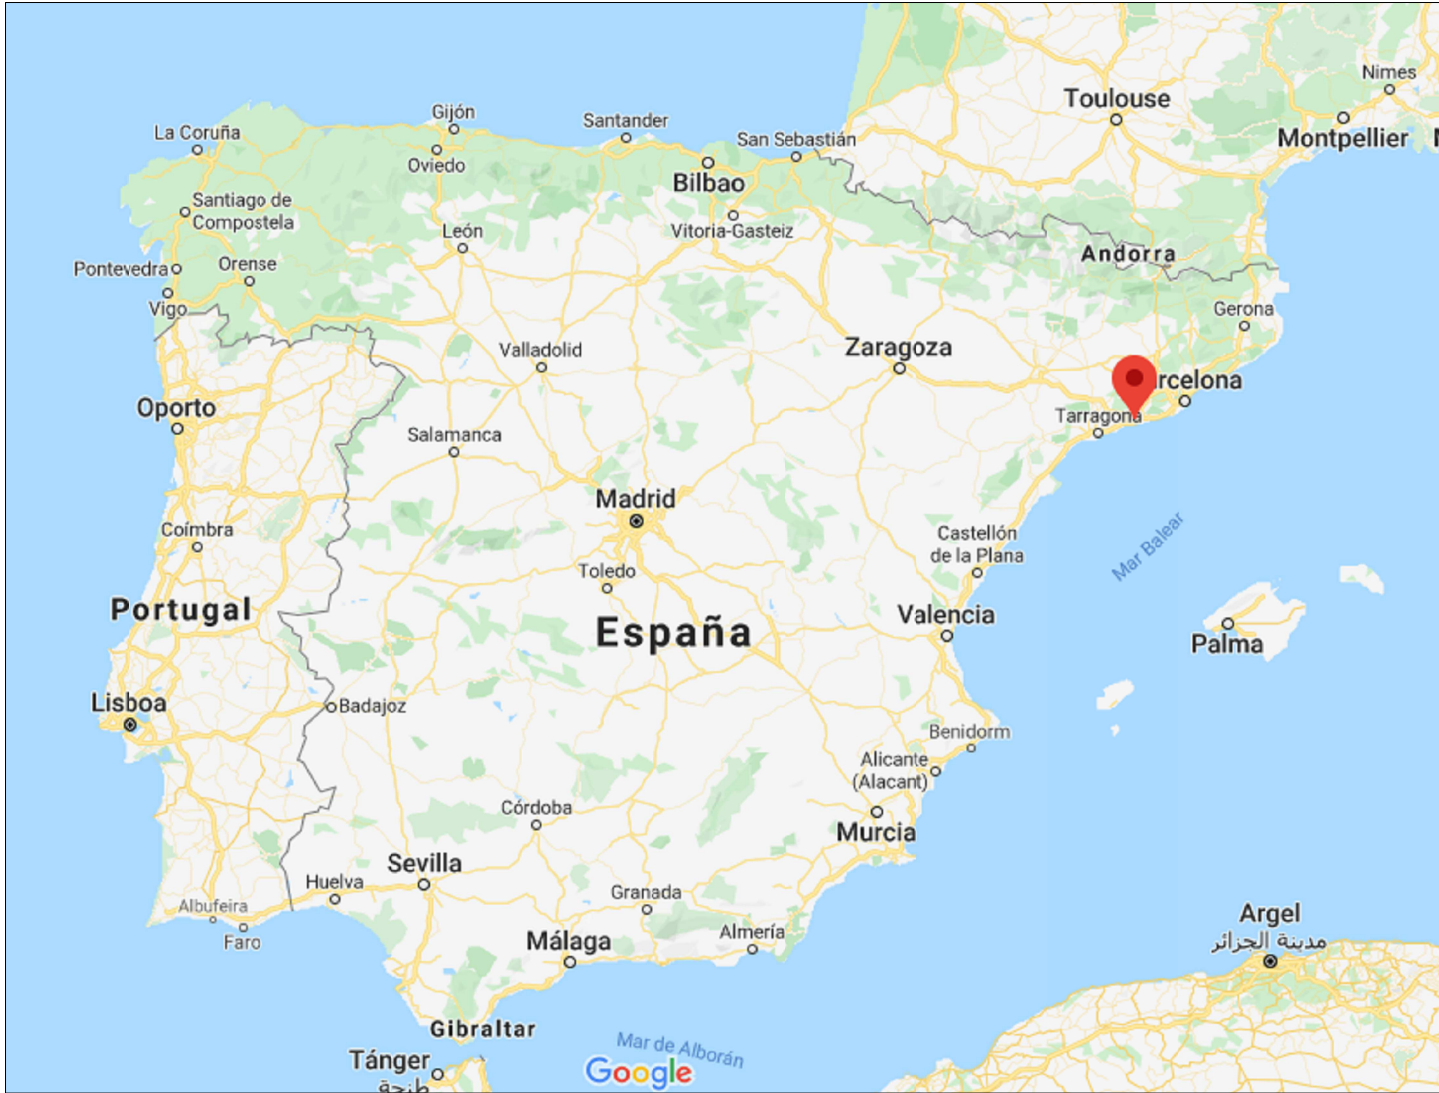 Nimes
Toulouse
Montpellier
Gijón
La Coruña
Santander
San Sebastián
Oviedo
Bilbao
Santiago de
Compostela
León
Vitoria-Gasteiz
Andorra
Pontevedra
Orense
Vigo
Gerona
Valladolid
Zaragoza
rcelona
Oporto
Tarragona
Salamanca
Madrid
Coímbra
Castellón
de la Plana
Mar Balear
Toledo
Portugal
España
Valencia
Palma
Lisboa
Badajoz
Benidorm
Alicante
(Alacant)
Córdoba
Murcia
Sevilla
Huelva
Granada
Albufeira
Faro
Málaga
Almería
Argel
مدينة الجزائر
Gibraltar
Mar de Alborán
Tánger
طنجة
Google